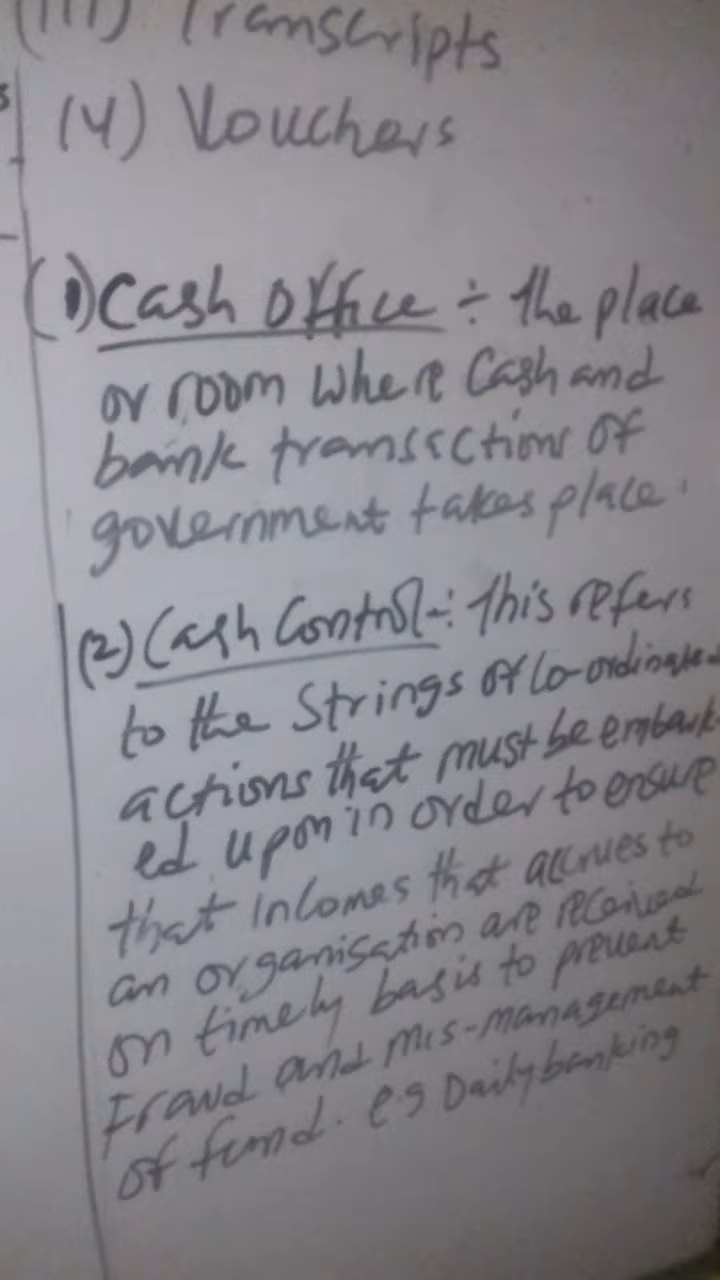 (III) Transcripts
(4) Vouchers
(1) Cash Office ÷ the place
or room Where Cash and
bank transsctions of
government takes place.
(2) Cash Control -: this refers
to the Strings of Co-ordinated
actions that must be embark-
ed upon in order to ensure
that Incomes that accrues to
an organisation are received
on timely basis to prevent
Fraud and mis-management
of fund. e.g Daily banking